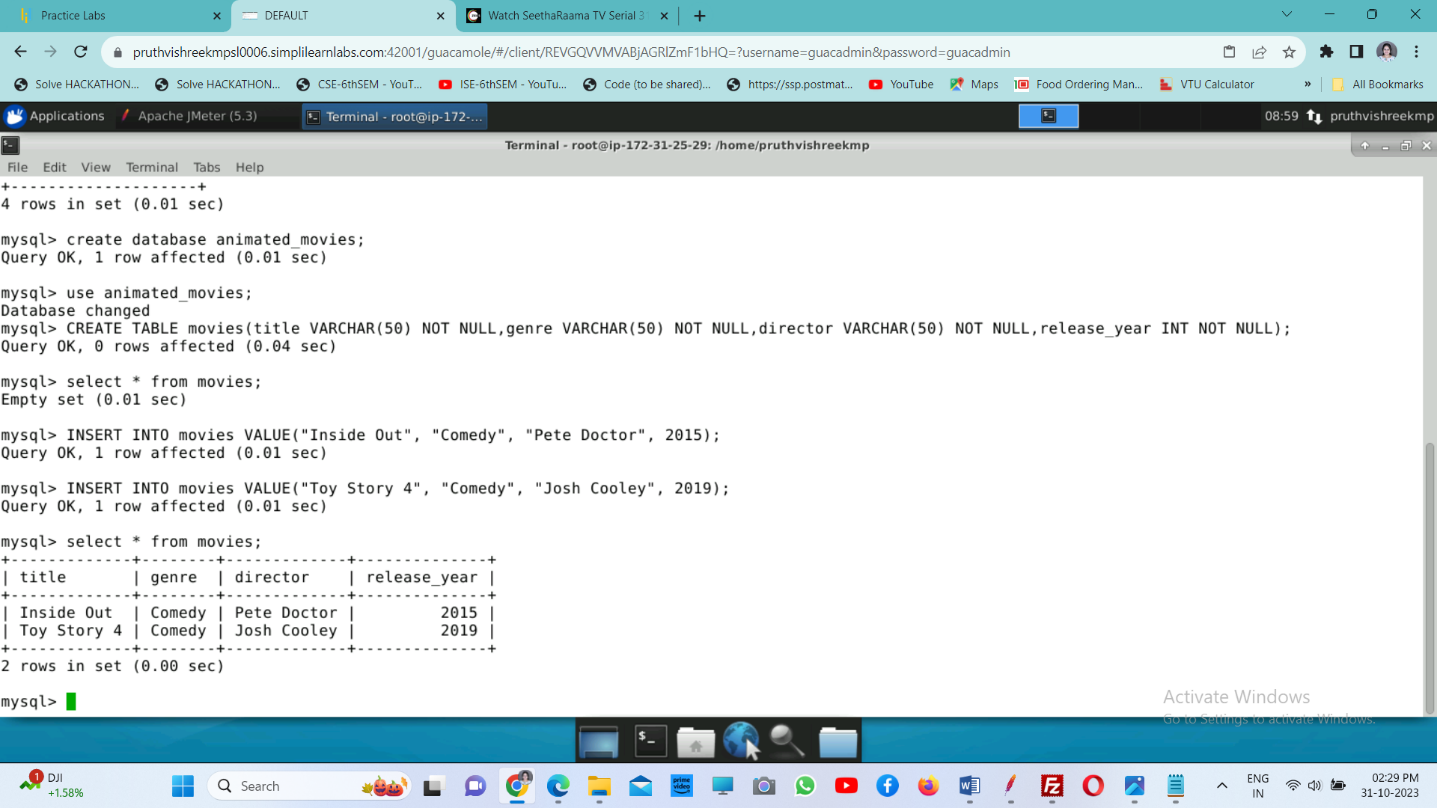 Practice Labs
DEFAULT
Watch SeethaRaama TV Serial 3
pruthvishreekmpsl0006.simplilearnlabs.com:42001/guacamole/#/client/REVGQVVMVABjAGRlZmF1bHQ=?username=guacadmin&password=guacadmin
Solve HACKATHON... Solve HACKATHON... CSE-6thSEM - YouT... ISE-6thSEM - YouTu... Code (to be shared)... https://ssp.postmat... YouTube Maps Food Ordering Man... VTU Calculator » All Bookmarks
Applications Apache JMeter (5.3) Terminal - root@ip-172-... 08:59 pruthvishreekmp
Terminal - root@ip-172-31-25-29: /home/pruthvishreekmp
File Edit View Terminal Tabs Help
+--------------------+
4 rows in set (0.01 sec)
mysql> create database animated_movies;
Query OK, 1 row affected (0.01 sec)
mysql> use animated_movies;
Database changed
mysql> CREATE TABLE movies(title VARCHAR(50) NOT NULL,genre VARCHAR(50) NOT NULL,director VARCHAR(50) NOT NULL,release_year INT NOT NULL);
Query OK, 0 rows affected (0.04 sec)
mysql> select * from movies;
Empty set (0.01 sec)
mysql> INSERT INTO movies VALUE("Inside Out", "Comedy", "Pete Doctor", 2015);
Query OK, 1 row affected (0.01 sec)
mysql> INSERT INTO movies VALUE("Toy Story 4", "Comedy", "Josh Cooley", 2019);
Query OK, 1 row affected (0.01 sec)
mysql> select * from movies;
+-------------+--------+-------------+--------------+
| title       | genre  | director    | release_year |
+-------------+--------+-------------+--------------+
| Inside Out  | Comedy | Pete Doctor |         2015 |
| Toy Story 4 | Comedy | Josh Cooley |         2019 |
+-------------+--------+-------------+--------------+
2 rows in set (0.00 sec)
mysql>
Activate Windows
Go to Settings to activate Windows.
1 DJI
+1.58%
Search
prime video
ENG
IN
02:29 PM
31-10-2023